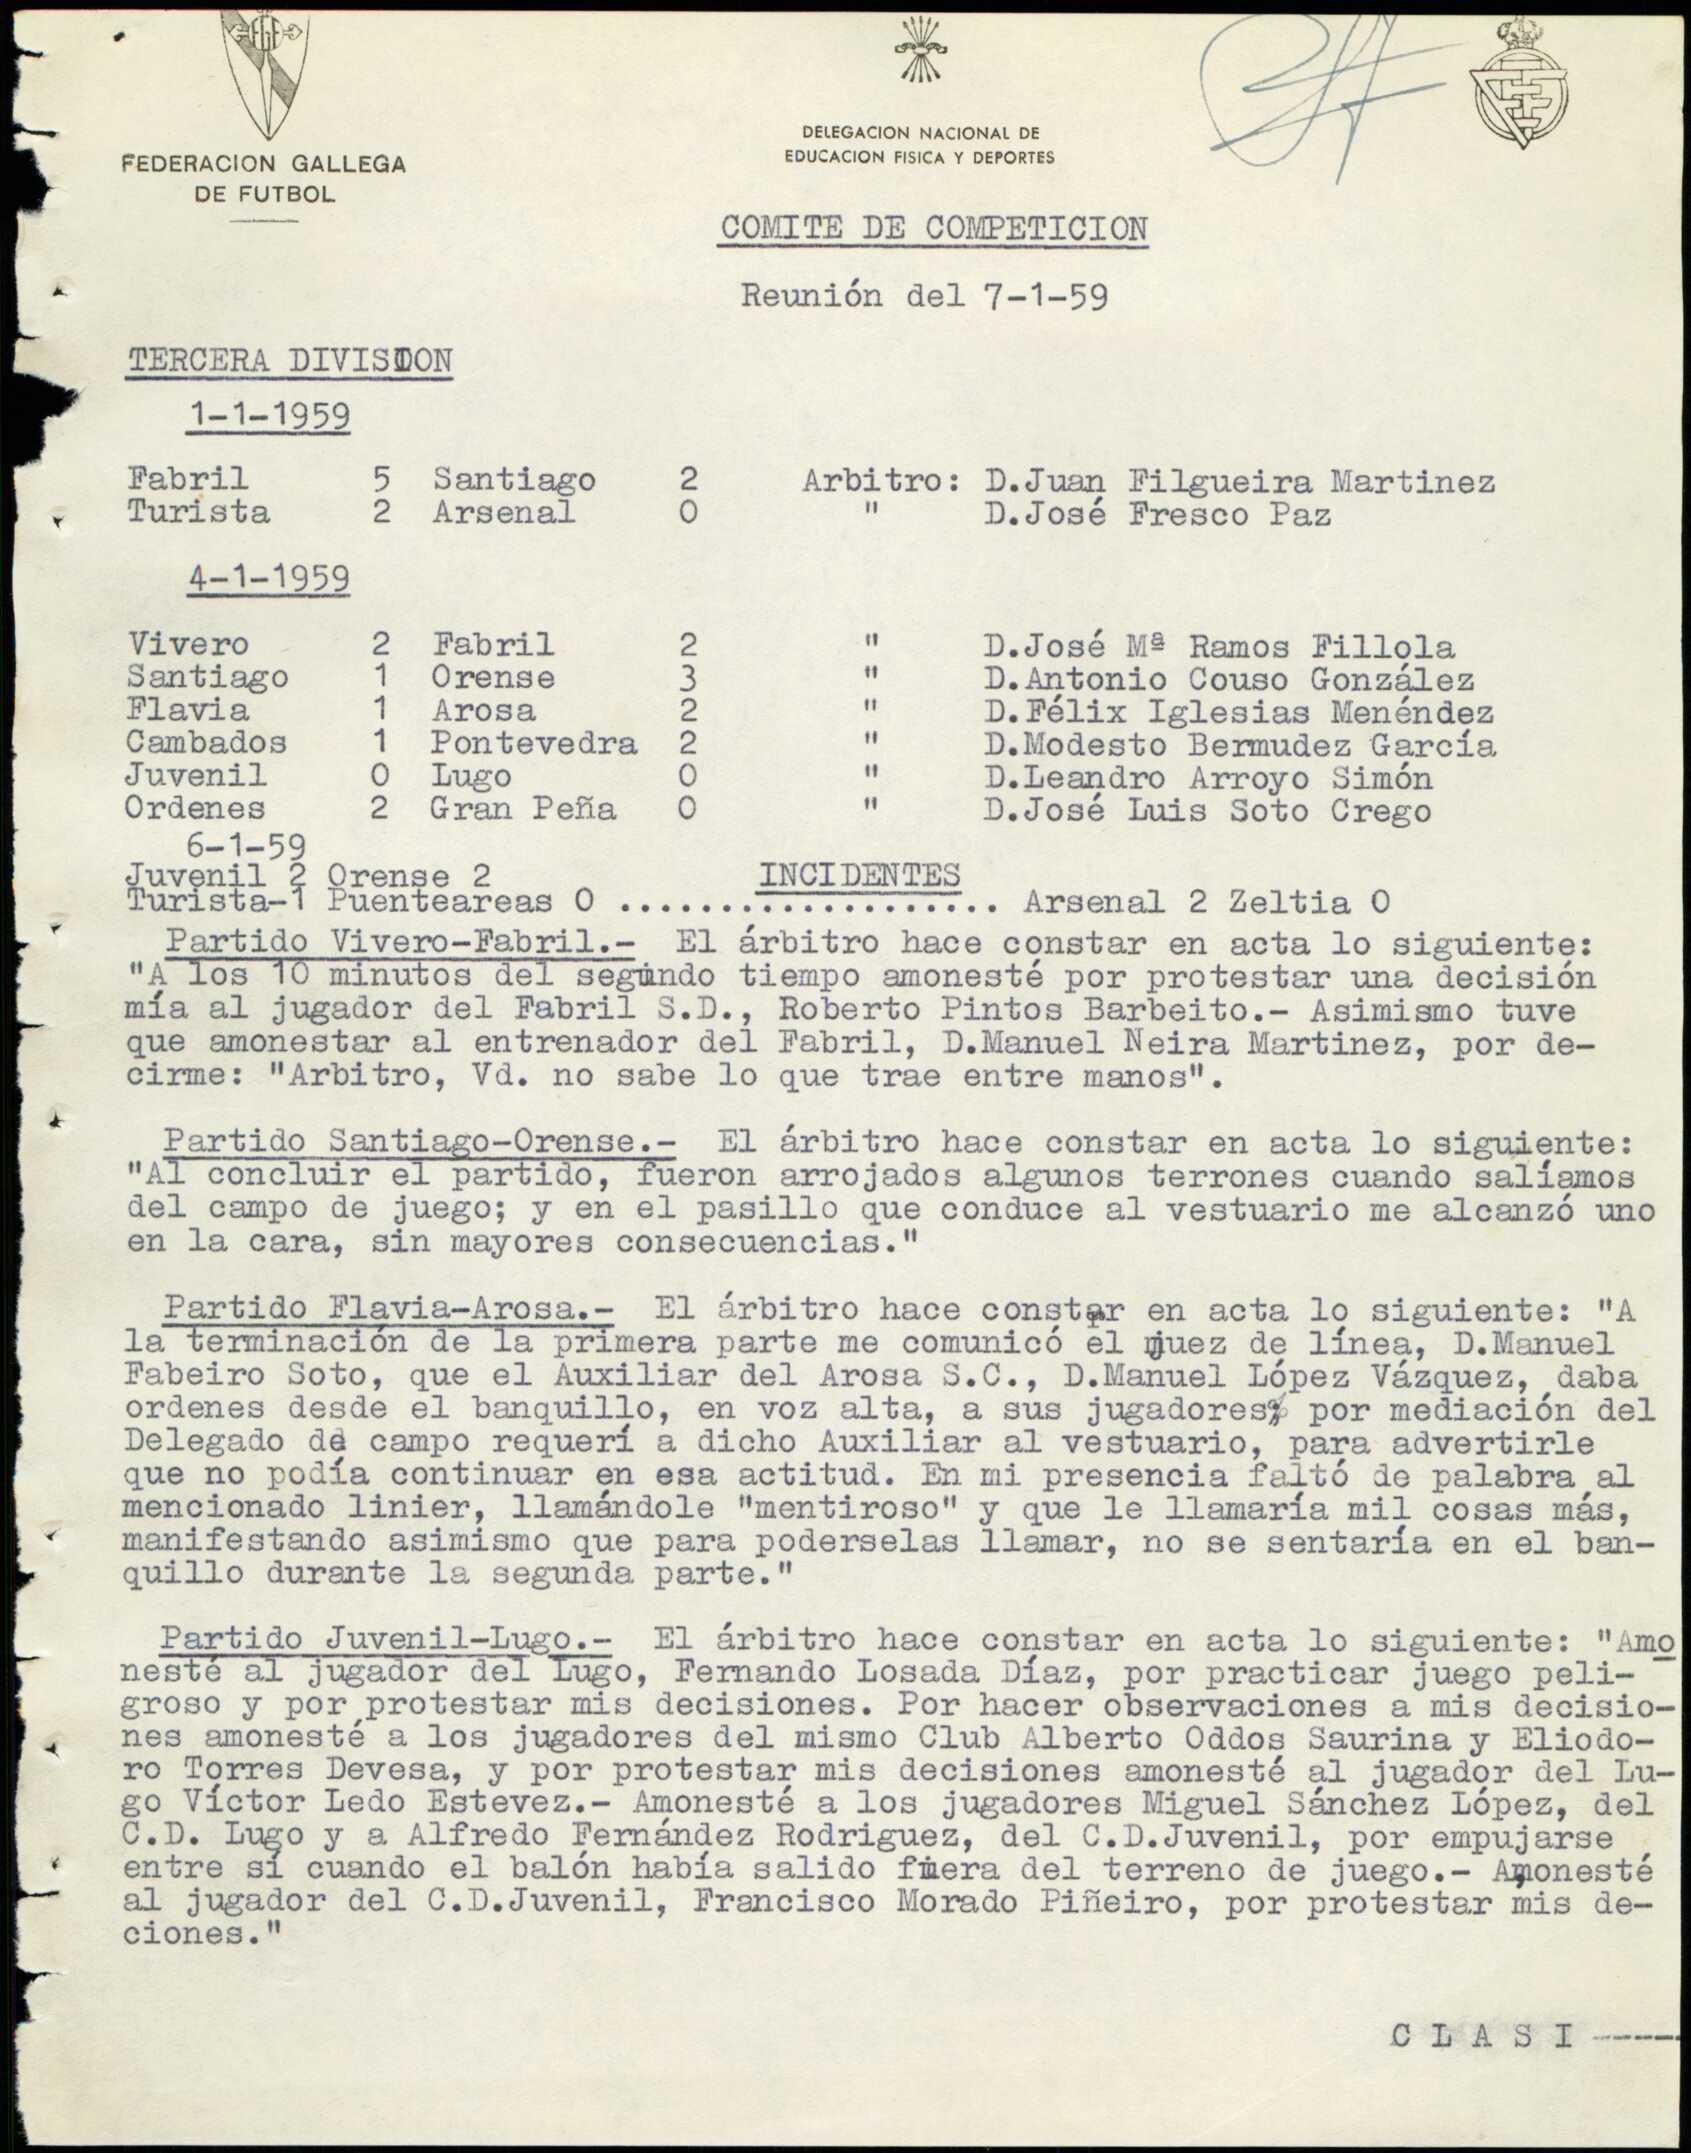 FEDERACION GALLEGA
DE FUTBOL
DELEGACION NACIONAL DE
EDUCACION FISICA Y DEPORTES
COMITE DE COMPETICION
Reunión del 7-1-59
TERCERA DIVISION
1-1-1959
Fabril 5 Santiago 2 Arbitro: D.Juan Filgueira Martinez
Turista 2 Arsenal 0 " D.José Fresco Paz
4-1-1959
Vivero 2 Fabril 2 " D.José Mª Ramos Fillola
Santiago 1 Orense 3 " D.Antonio Couso González
Flavia 1 Arosa 2 " D.Félix Iglesias Menéndez
Cambados 1 Pontevedra 2 " D.Modesto Bermudez García
Juvenil 0 Lugo 0 " D.Leandro Arroyo Simón
Ordenes 2 Gran Peña 0 " D.José Luis Soto Crego
6-1-59
Juvenil 2 Orense 2 INCIDENTES
Turista-1 Puenteareas 0 ................... Arsenal 2 Zeltia 0
Partido Vivero-Fabril.- El árbitro hace constar en acta lo siguiente:
"A los 10 minutos del segundo tiempo amonesté por protestar una decisión
mía al jugador del Fabril S.D., Roberto Pintos Barbeito.- Asimismo tuve
que amonestar al entrenador del Fabril, D.Manuel Neira Martinez, por de-
cirme: "Arbitro, Vd. no sabe lo que trae entre manos".
Partido Santiago-Orense.- El árbitro hace constar en acta lo siguiente:
"Al concluir el partido, fueron arrojados algunos terrones cuando salíamos
del campo de juego; y en el pasillo que conduce al vestuario me alcanzó uno
en la cara, sin mayores consecuencias."
Partido Flavia-Arosa.- El árbitro hace constar en acta lo siguiente: "A
la terminación de la primera parte me comunicó el juez de línea, D.Manuel
Fabeiro Soto, que el Auxiliar del Arosa S.C., D.Manuel López Vázquez, daba
ordenes desde el banquillo, en voz alta, a sus jugadores; por mediación del
Delegado de campo requerí a dicho Auxiliar al vestuario, para advertirle
que no podía continuar en esa actitud. En mi presencia faltó de palabra al
mencionado linier, llamándole "mentiroso" y que le llamaría mil cosas más,
manifestando asimismo que para poderselas llamar, no se sentaría en el ban-
quillo durante la segunda parte."
Partido Juvenil-Lugo.- El árbitro hace constar en acta lo siguiente: "Amo
nesté al jugador del Lugo, Fernando Losada Díaz, por practicar juego peli-
groso y por protestar mis decisiones. Por hacer observaciones a mis decisio-
nes amonesté a los jugadores del mismo Club Alberto Oddos Saurina y Eliodo-
ro Torres Devesa, y por protestar mis decisiones amonesté al jugador del Lu-
go Víctor Ledo Estevez.- Amonesté a los jugadores Miguel Sánchez López, del
C.D. Lugo y a Alfredo Fernández Rodriguez, del C.D.Juvenil, por empujarse
entre sí cuando el balón había salido fuera del terreno de juego.- Amonesté
al jugador del C.D.Juvenil, Francisco Morado Piñeiro, por protestar mis de-
ciones."
C L A S I -----